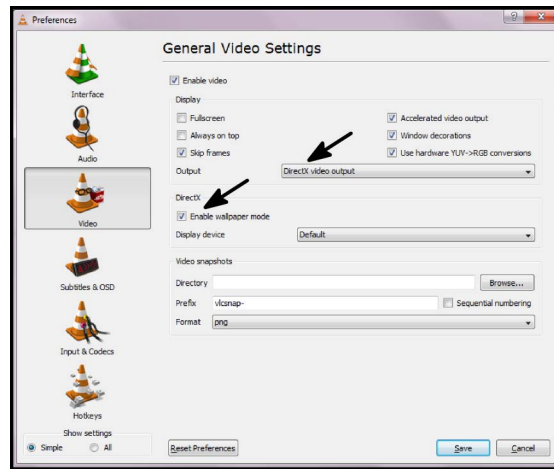 Preferences
General Video Settings
Enable video
Display
Fullscreen
Accelerated video output
Always on top
Window decorations
Skip frames
Use hardware YUV->RGB conversions
Output
DirectX video output
DirectX
Enable wallpaper mode
Display device
Default
Video snapshots
Directory
Browse...
Prefix
vlcsnap-
Sequential numbering
Format
png
Interface
Audio
Video
Subtitles & OSD
Input & Codecs
Hotkeys
Show settings
Simple
All
Reset Preferences
Save
Cancel